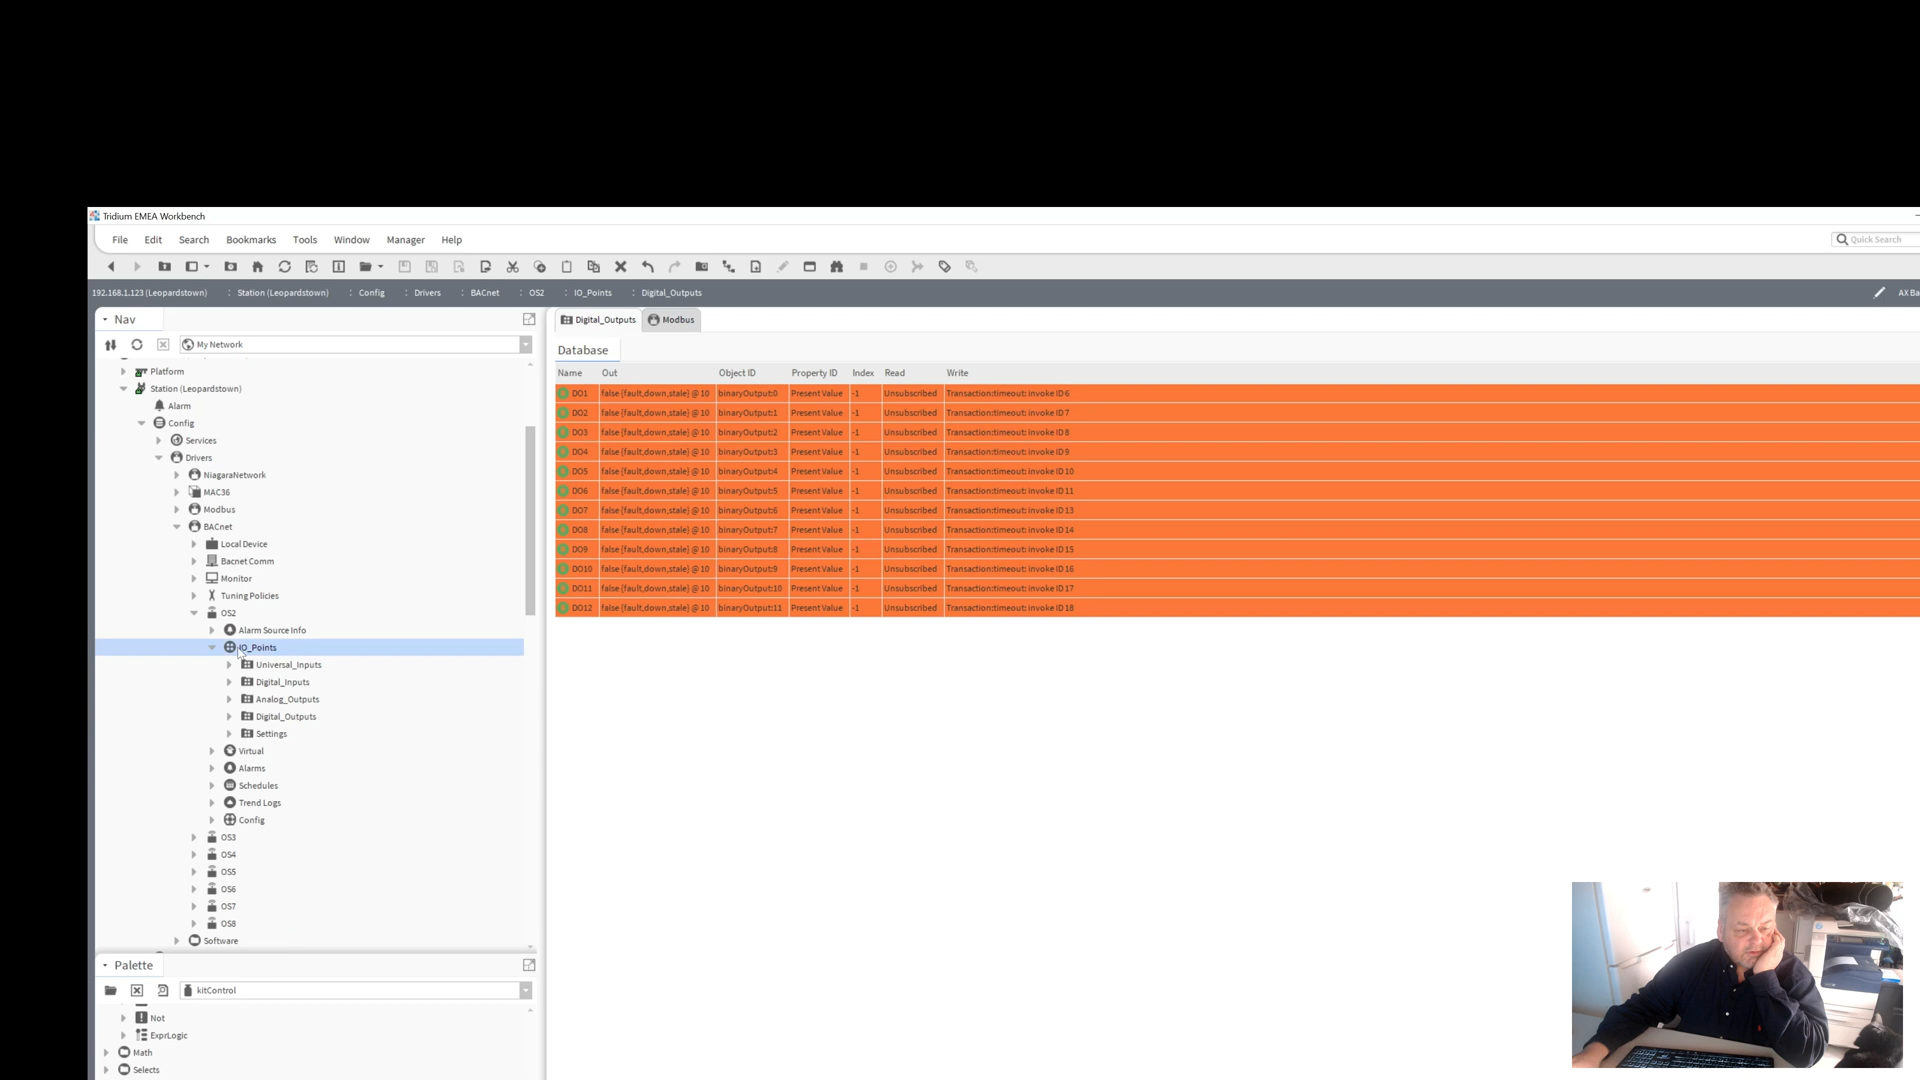 Tridium EMEA Workbench
File Edit Search Bookmarks Tools Window Manager Help
Quick Search
192.168.1.123 (Leopardstown) : Station (Leopardstown) : Config : Drivers : BACnet : OS2 : IO_Points : Digital_Outputs
AX Ba
Nav
My Network
Platform
Station (Leopardstown)
Alarm
Config
Services
Drivers
NiagaraNetwork
MAC36
Modbus
BACnet
Local Device
Bacnet Comm
Monitor
Tuning Policies
OS2
Alarm Source Info
IO_Points
Universal_Inputs
Digital_Inputs
Analog_Outputs
Digital_Outputs
Settings
Virtual
Alarms
Schedules
Trend Logs
Config
OS3
OS4
OS5
OS6
OS7
OS8
Software
Palette
kitControl
Not
ExprLogic
Math
Selects
Digital_Outputs Modbus
Database
Name Out Object ID Property ID Index Read Write
DO1 false {fault,down,stale} @ 10 binaryOutput:0 Present Value -1 Unsubscribed Transaction:timeout: invoke ID 6
DO2 false {fault,down,stale} @ 10 binaryOutput:1 Present Value -1 Unsubscribed Transaction:timeout: invoke ID 7
DO3 false {fault,down,stale} @ 10 binaryOutput:2 Present Value -1 Unsubscribed Transaction:timeout: invoke ID 8
DO4 false {fault,down,stale} @ 10 binaryOutput:3 Present Value -1 Unsubscribed Transaction:timeout: invoke ID 9
DO5 false {fault,down,stale} @ 10 binaryOutput:4 Present Value -1 Unsubscribed Transaction:timeout: invoke ID 10
DO6 false {fault,down,stale} @ 10 binaryOutput:5 Present Value -1 Unsubscribed Transaction:timeout: invoke ID 11
DO7 false {fault,down,stale} @ 10 binaryOutput:6 Present Value -1 Unsubscribed Transaction:timeout: invoke ID 13
DO8 false {fault,down,stale} @ 10 binaryOutput:7 Present Value -1 Unsubscribed Transaction:timeout: invoke ID 14
DO9 false {fault,down,stale} @ 10 binaryOutput:8 Present Value -1 Unsubscribed Transaction:timeout: invoke ID 15
DO10 false {fault,down,stale} @ 10 binaryOutput:9 Present Value -1 Unsubscribed Transaction:timeout: invoke ID 16
DO11 false {fault,down,stale} @ 10 binaryOutput:10 Present Value -1 Unsubscribed Transaction:timeout: invoke ID 17
DO12 false {fault,down,stale} @ 10 binaryOutput:11 Present Value -1 Unsubscribed Transaction:timeout: invoke ID 18